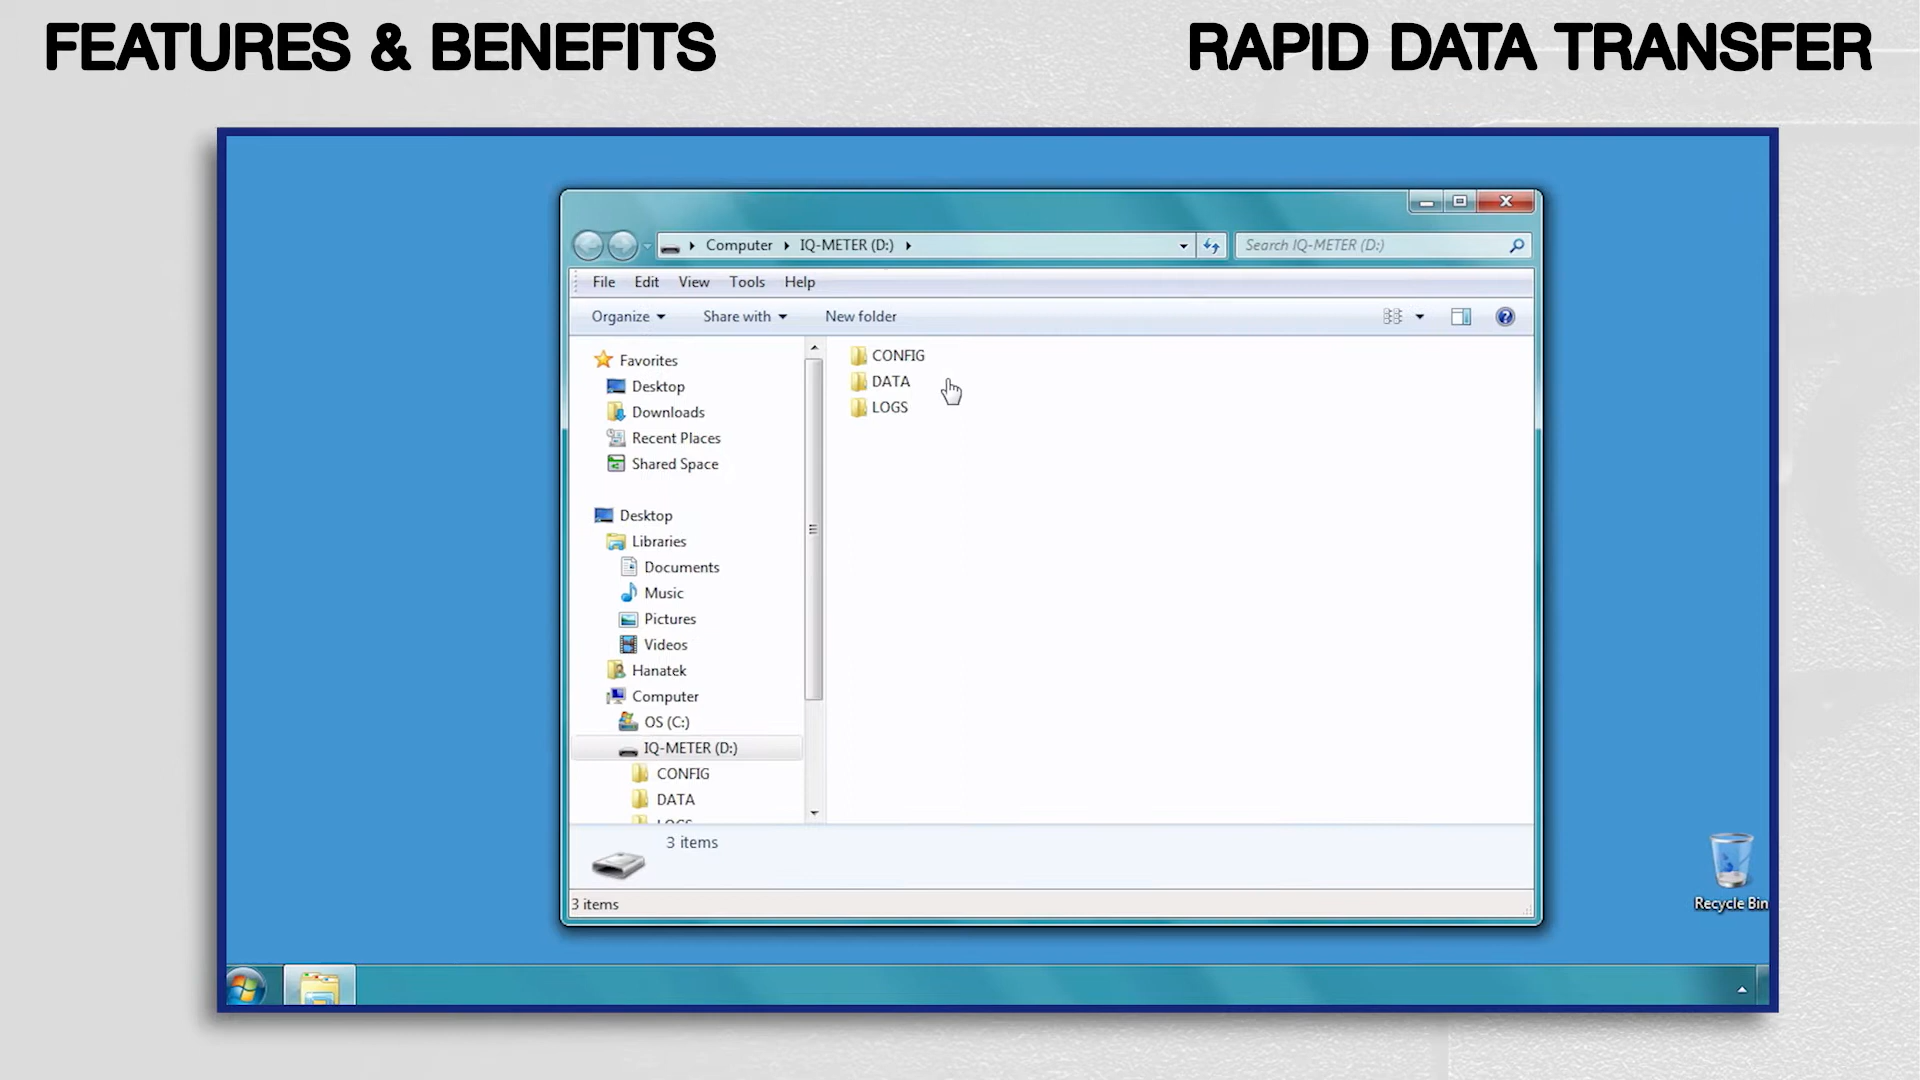 FEATURES & BENEFITS
RAPID DATA TRANSFER
Computer
IQ-METER (D:)
Search IQ-METER (D:)
File
Edit
View
Tools
Help
Organize
Share with
New folder
Favorites
Desktop
Downloads
Recent Places
Shared Space
Desktop
Libraries
Documents
Music
Pictures
Videos
Hanatek
Computer
OS (C:)
IQ-METER (D:)
CONFIG
DATA
LOGS
CONFIG
DATA
LOGS
3 items
3 items
Recycle Bin